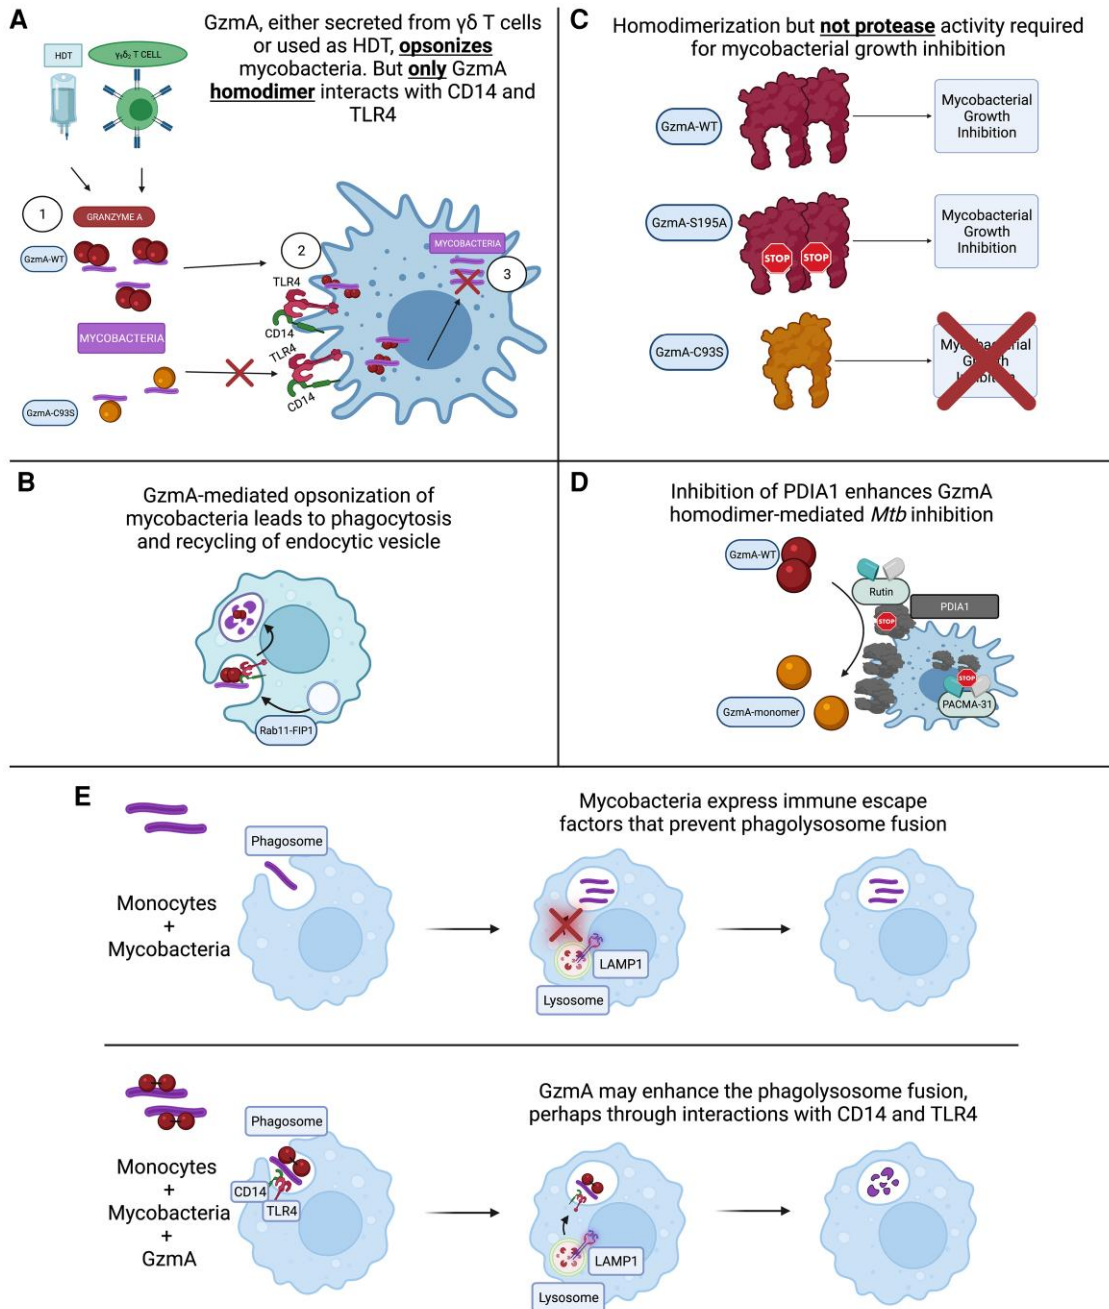 A
GzmA, either secreted from γδ T cells
or used as HDT, opsonizes
mycobacteria. But only GzmA
homodimer interacts with CD14 and
TLR4
HDT
γ₉δ₂ T CELL
1
GRANZYME A
GzmA-WT
MYCOBACTERIA
GzmA-C93S
2
TLR4
CD14
TLR4
CD14
MYCOBACTERIA
3
C
Homodimerization but not protease activity required
for mycobacterial growth inhibition
GzmA-WT
Mycobacterial
Growth
Inhibition
GzmA-S195A
STOP
STOP
Mycobacterial
Growth
Inhibition
GzmA-C93S
Mycobacterial
Growth
Inhibition
B
GzmA-mediated opsonization of
mycobacteria leads to phagocytosis
and recycling of endocytic vesicle
Rab11-FIP1
D
Inhibition of PDIA1 enhances GzmA
homodimer-mediated Mtb inhibition
GzmA-WT
Rutin
PDIA1
STOP
STOP
PACMA-31
GzmA-monomer
E
Mycobacteria express immune escape
factors that prevent phagolysosome fusion
Phagosome
Monocytes
+
Mycobacteria
LAMP1
Lysosome
GzmA may enhance the phagolysosome fusion,
perhaps through interactions with CD14 and TLR4
Phagosome
Monocytes
+
Mycobacteria
+
GzmA
CD14
TLR4
LAMP1
Lysosome